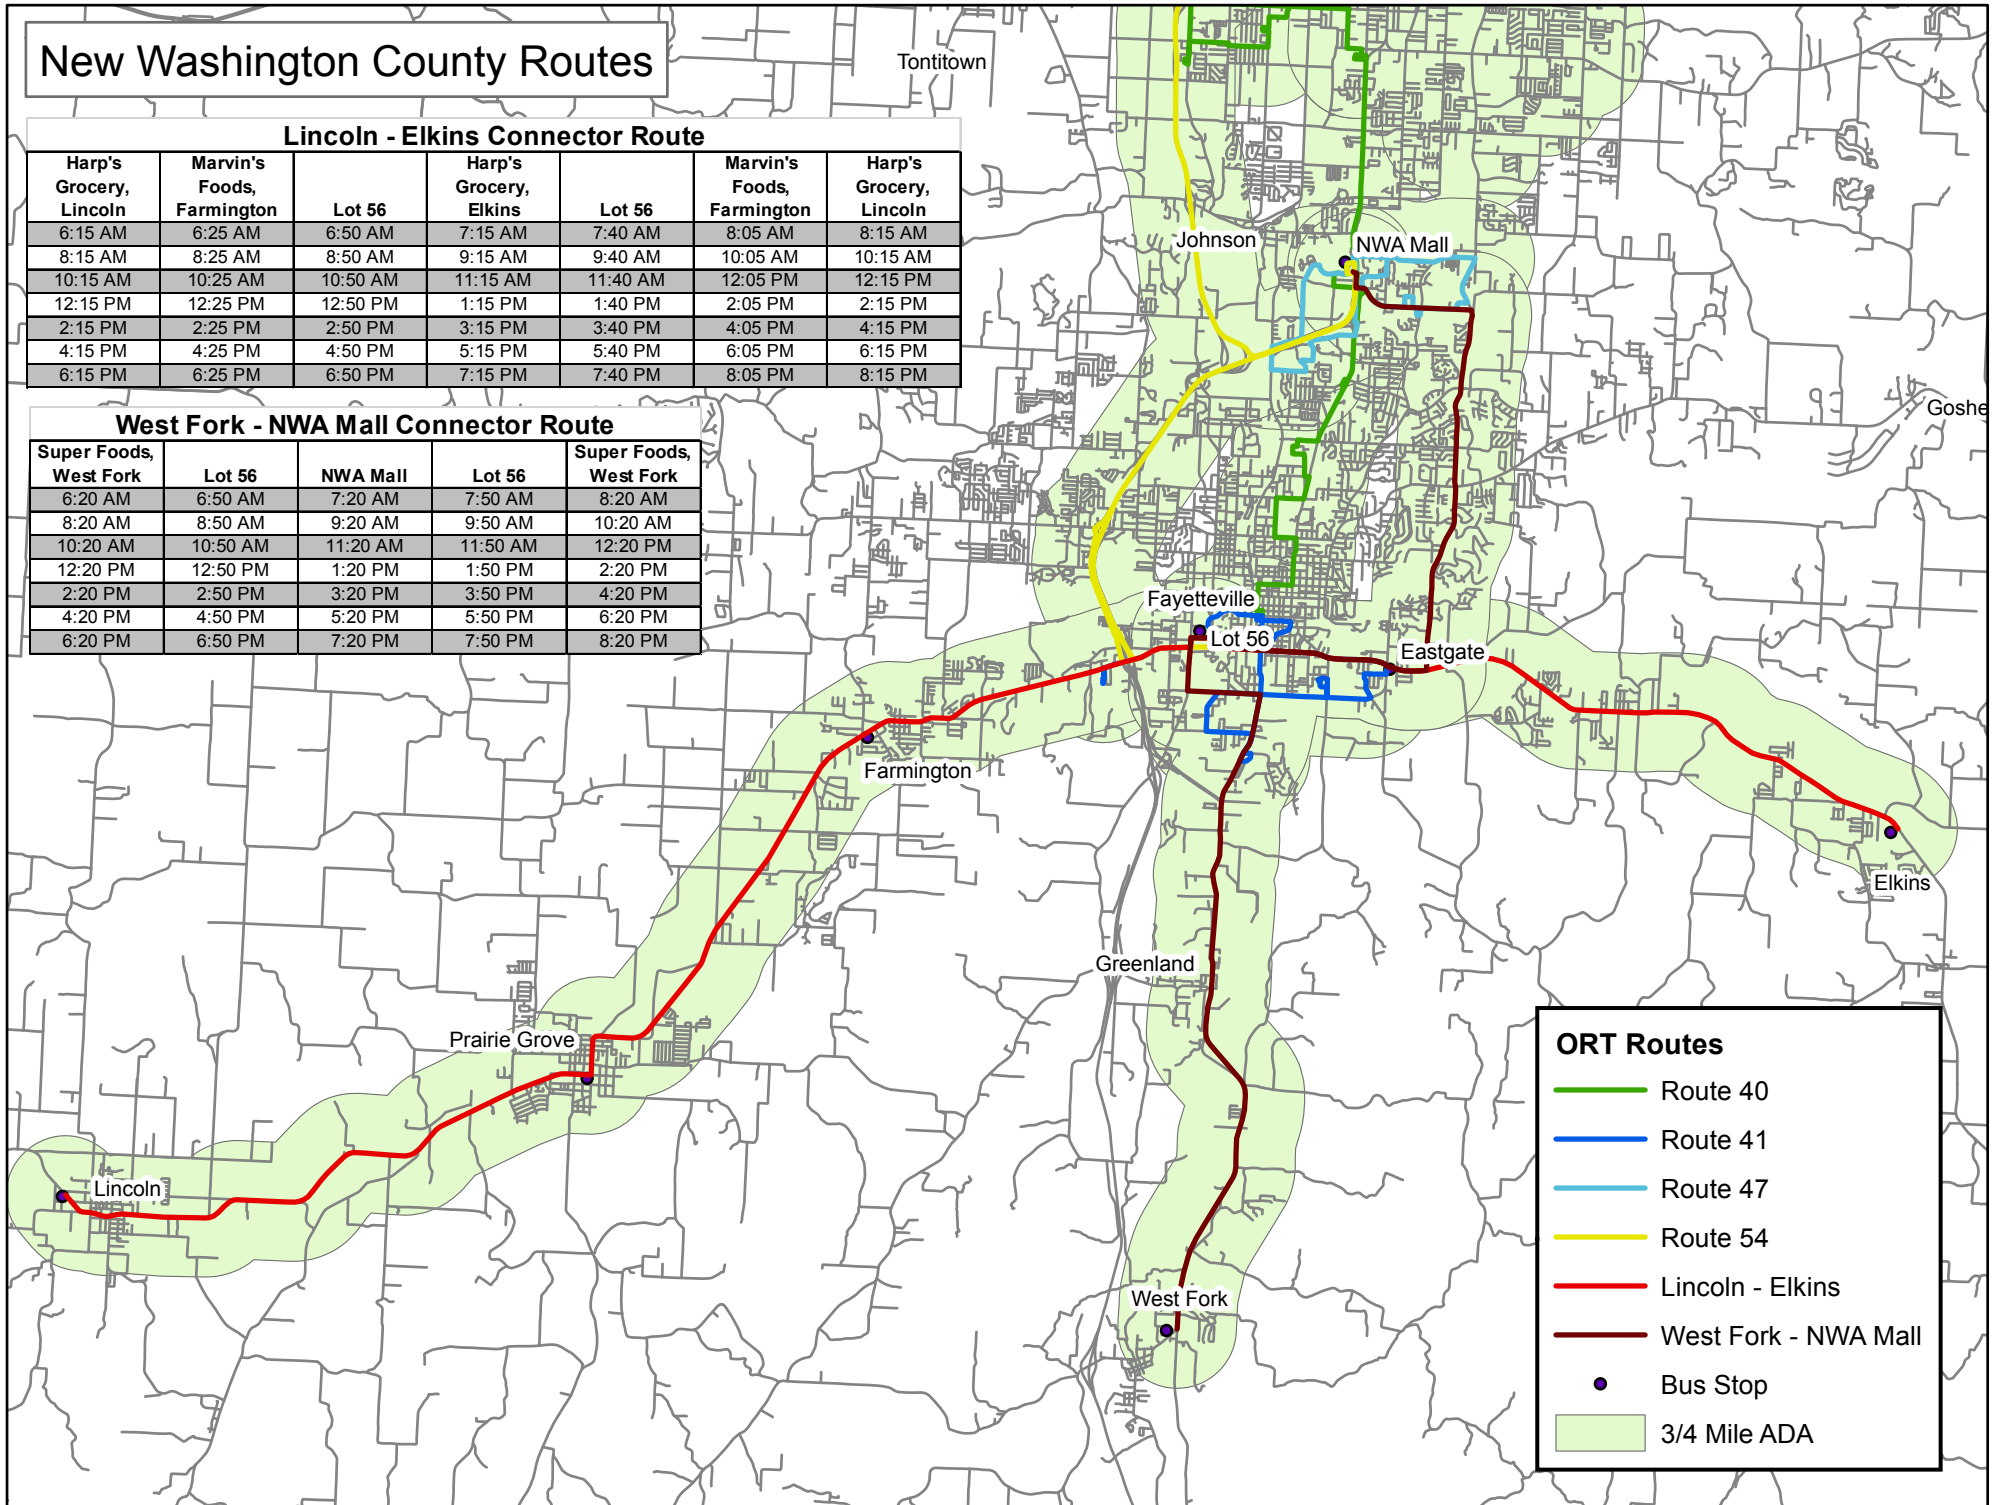 New Washington County Routes
Lincoln - Elkins Connector Route
Harp's Grocery, Lincoln Marvin's Foods, Farmington Lot 56 Harp's Grocery, Elkins Lot 56 Marvin's Foods, Farmington Harp's Grocery, Lincoln
6:15 AM 6:25 AM 6:50 AM 7:15 AM 7:40 AM 8:05 AM 8:15 AM
8:15 AM 8:25 AM 8:50 AM 9:15 AM 9:40 AM 10:05 AM 10:15 AM
10:15 AM 10:25 AM 10:50 AM 11:15 AM 11:40 AM 12:05 PM 12:15 PM
12:15 PM 12:25 PM 12:50 PM 1:15 PM 1:40 PM 2:05 PM 2:15 PM
2:15 PM 2:25 PM 2:50 PM 3:15 PM 3:40 PM 4:05 PM 4:15 PM
4:15 PM 4:25 PM 4:50 PM 5:15 PM 5:40 PM 6:05 PM 6:15 PM
6:15 PM 6:25 PM 6:50 PM 7:15 PM 7:40 PM 8:05 PM 8:15 PM
West Fork - NWA Mall Connector Route
Super Foods, West Fork Lot 56 NWA Mall Lot 56 Super Foods, West Fork
6:20 AM 6:50 AM 7:20 AM 7:50 AM 8:20 AM
8:20 AM 8:50 AM 9:20 AM 9:50 AM 10:20 AM
10:20 AM 10:50 AM 11:20 AM 11:50 AM 12:20 PM
12:20 PM 12:50 PM 1:20 PM 1:50 PM 2:20 PM
2:20 PM 2:50 PM 3:20 PM 3:50 PM 4:20 PM
4:20 PM 4:50 PM 5:20 PM 5:50 PM 6:20 PM
6:20 PM 6:50 PM 7:20 PM 7:50 PM 8:20 PM
Tontitown
Johnson
NWA Mall
Goshe
Fayetteville
Lot 56
Eastgate
Farmington
Elkins
Greenland
Prairie Grove
Lincoln
West Fork
ORT Routes
Route 40
Route 41
Route 47
Route 54
Lincoln - Elkins
West Fork - NWA Mall
Bus Stop
3/4 Mile ADA